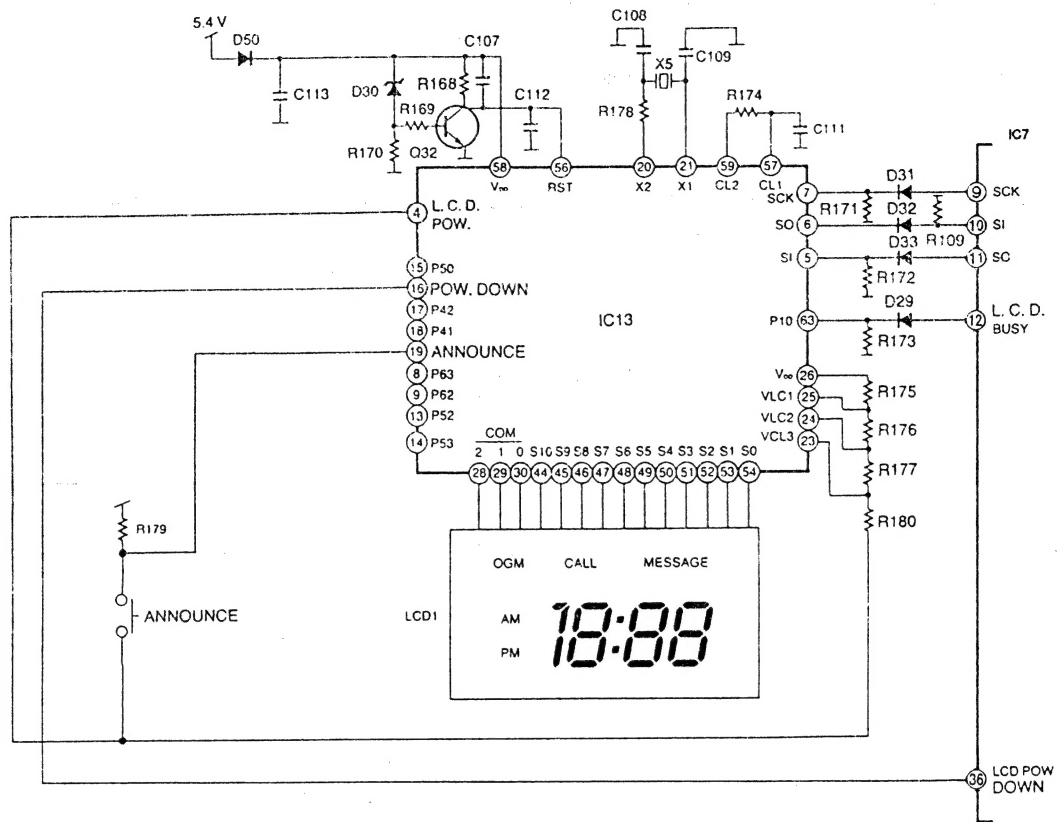 5.4 V
D50
C113
D30
R168
C107
R169
R170
Q32
C112
C108
X5
C109
R178
R174
C111
IC7
58 56 20 21 59 57
V∞ RST X2 X1 CL2 CL1
4 L. C. D.
POW.
15 P50
16 POW. DOWN
17 P42
18 P41
19 ANNOUNCE
8 P63
9 P62
13 P52
14 P53
IC13
SCK 7
SO 6
SI 5
P10 63
V∞ 26
VLC1 25
VLC2 24
VCL3 23
D31
R171
D32
R109
D33
R172
D29
R173
9 SCK
10 SI
11 SC
12 L. C. D.
BUSY
R175
R176
R177
R180
COM
2 1 0 S10 S9 S8 S7 S6 S5 S4 S3 S2 S1 S0
28 29 30 44 45 46 47 48 49 50 51 52 53 54
R179
ANNOUNCE
LCD1
OGM CALL MESSAGE
AM
PM
18:88
36 LCD POW
DOWN